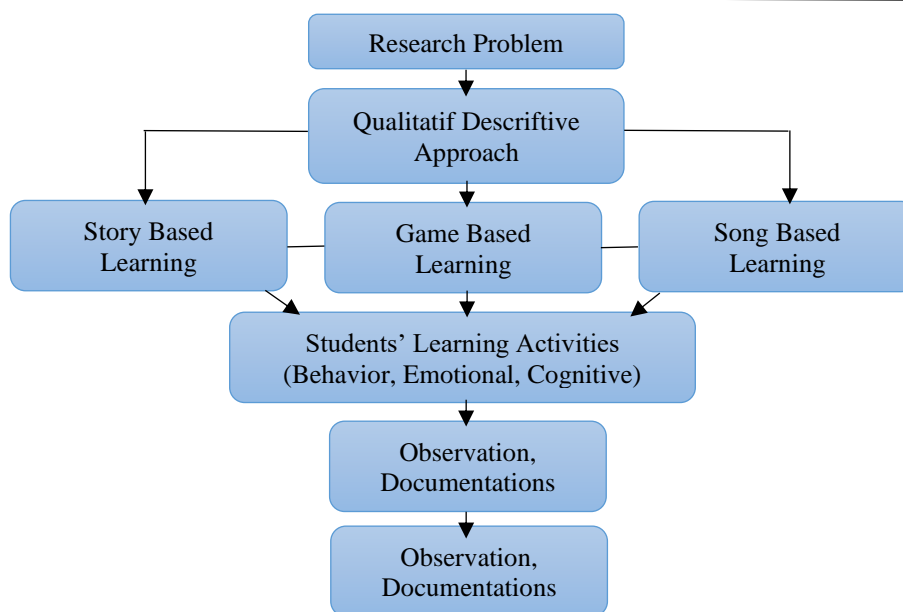 Research Problem
Qualitatif Descriftive
Approach
Story Based
Learning
Game Based
Learning
Song Based
Learning
Students’ Learning Activities
(Behavior, Emotional, Cognitive)
Observation,
Documentations
Observation,
Documentations